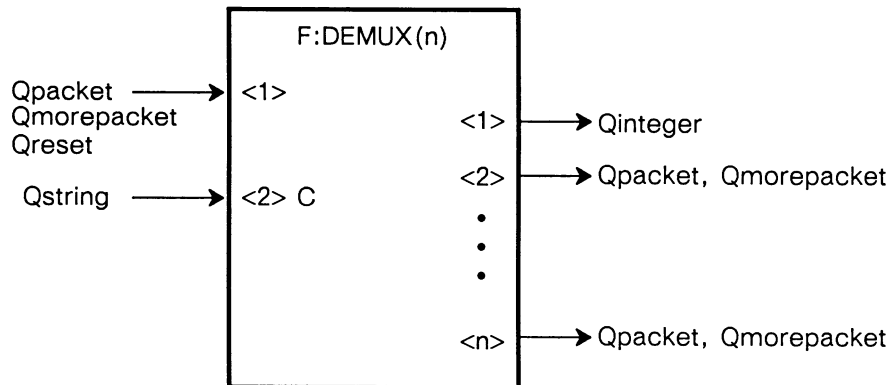 F:DEMUX(n)
Qpacket <1>
Qmorepacket
Qreset
<1> Qinteger
<2> Qpacket, Qmorepacket
Qstring <2> C
<n> Qpacket, Qmorepacket